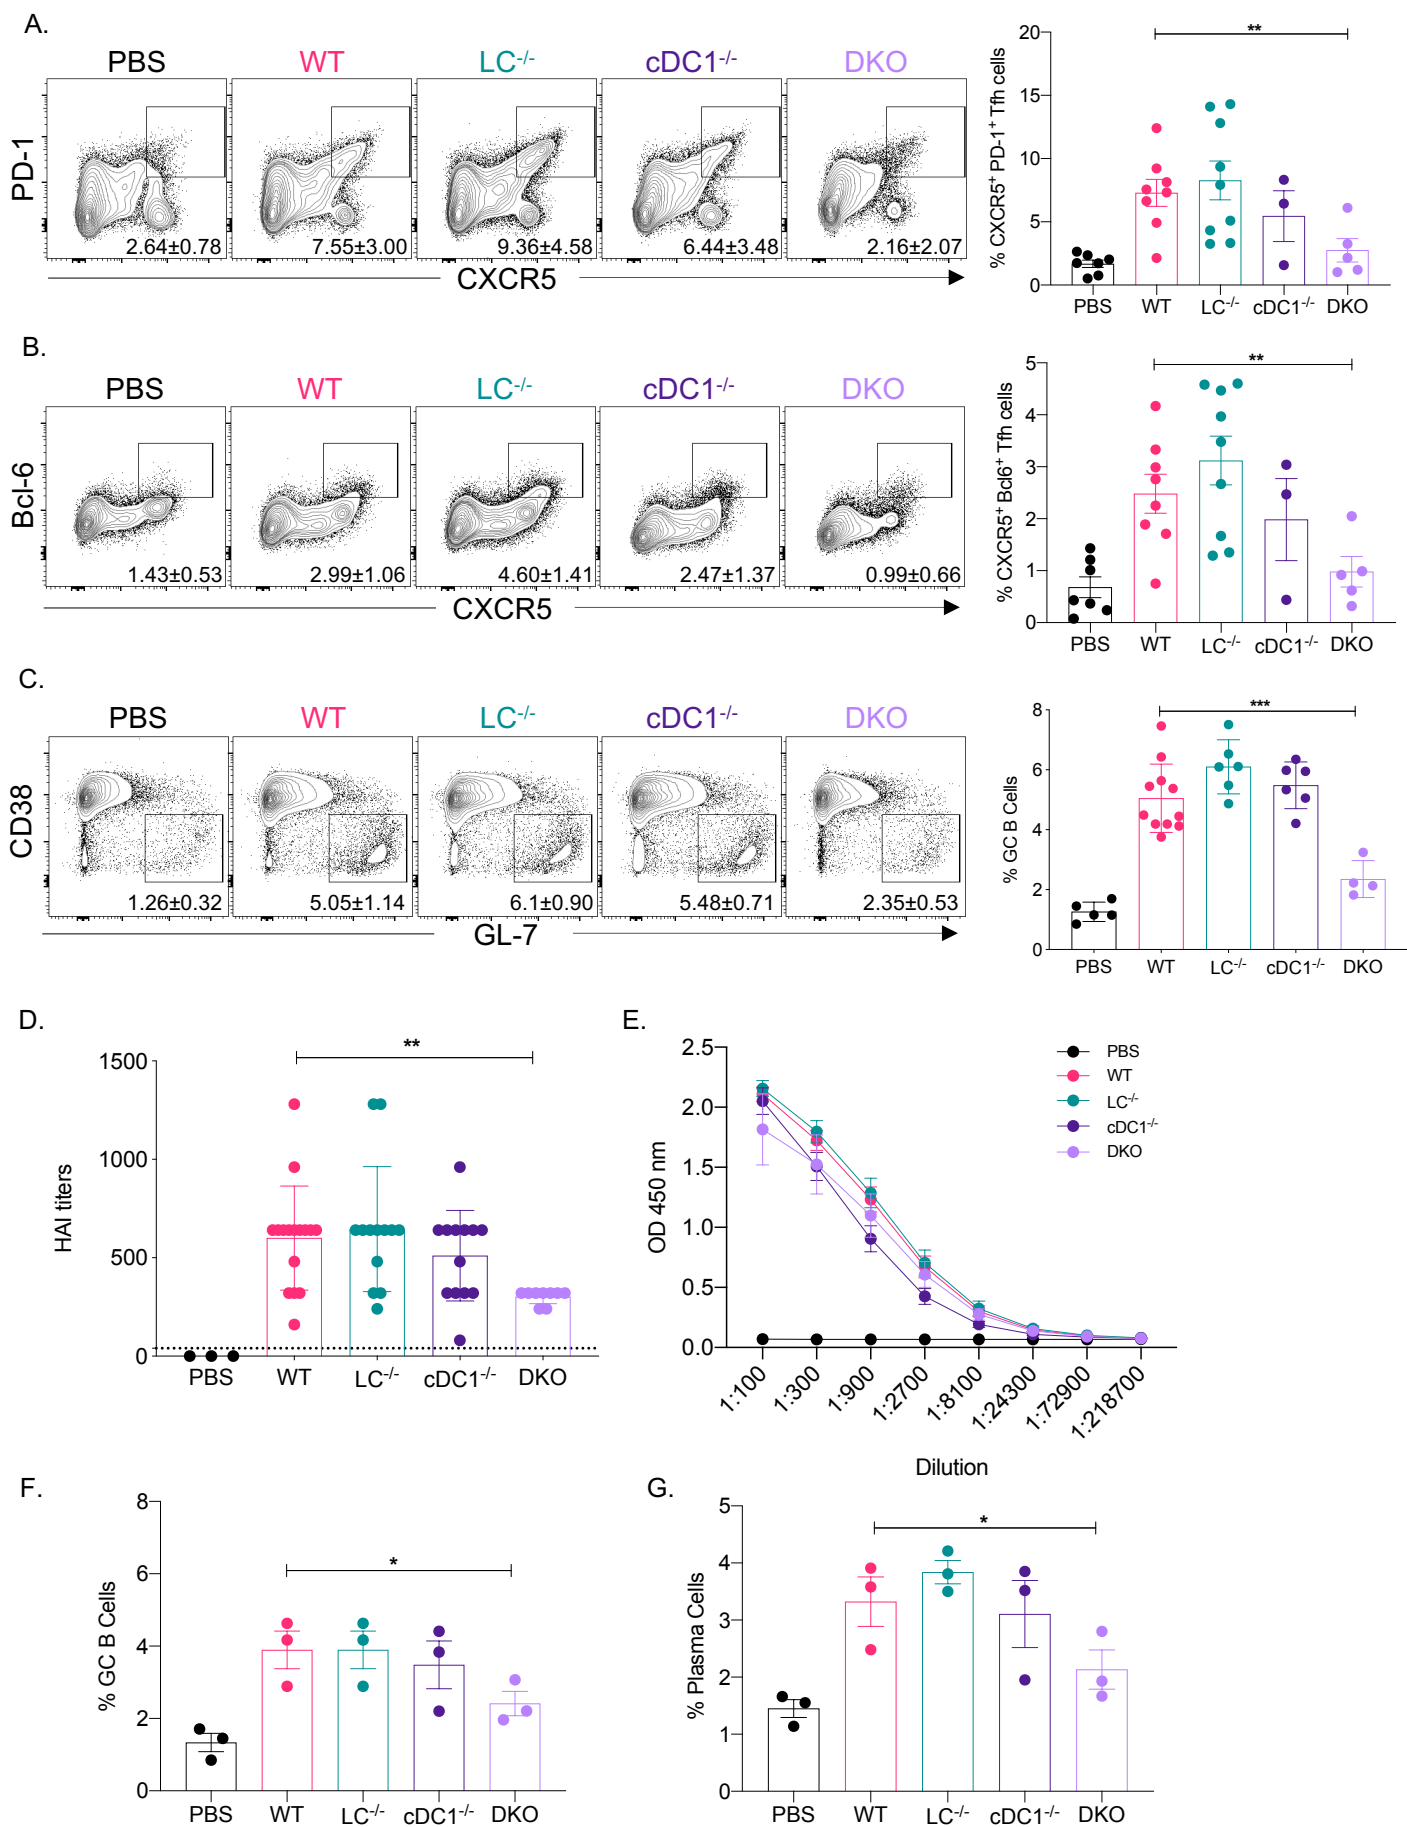 A.
PBS WT LC-/- cDC1-/- DKO
PD-1
2.64±0.78 7.55±3.00 9.36±4.58 6.44±3.48 2.16±2.07
CXCR5
% CXCR5+ PD-1+ Tfh cells
20
15
10
5
0
**
PBS WT LC-/- cDC1-/- DKO
B.
PBS WT LC-/- cDC1-/- DKO
Bcl-6
1.43±0.53 2.99±1.06 4.60±1.41 2.47±1.37 0.99±0.66
CXCR5
% CXCR5+ Bcl6+ Tfh cells
5
4
3
2
1
0
**
PBS WT LC-/- cDC1-/- DKO
C.
PBS WT LC-/- cDC1-/- DKO
CD38
1.26±0.32 5.05±1.14 6.1±0.90 5.48±0.71 2.35±0.53
GL-7
% GC B Cells
8
6
4
2
0
***
PBS WT LC-/- cDC1-/- DKO
D.
HAI titers
1500
1000
500
0
**
PBS WT LC-/- cDC1-/- DKO
E.
OD 450 nm
2.5
2.0
1.5
1.0
0.5
0.0
1:100 1:300 1:900 1:2700 1:8100 1:24300 1:72900 1:218700
Dilution
PBS
WT
LC-/-
cDC1-/-
DKO
F.
% GC B Cells
8
6
4
2
0
*
PBS WT LC-/- cDC1-/- DKO
G.
% Plasma Cells
5
4
3
2
1
0
*
PBS WT LC-/- cDC1-/- DKO